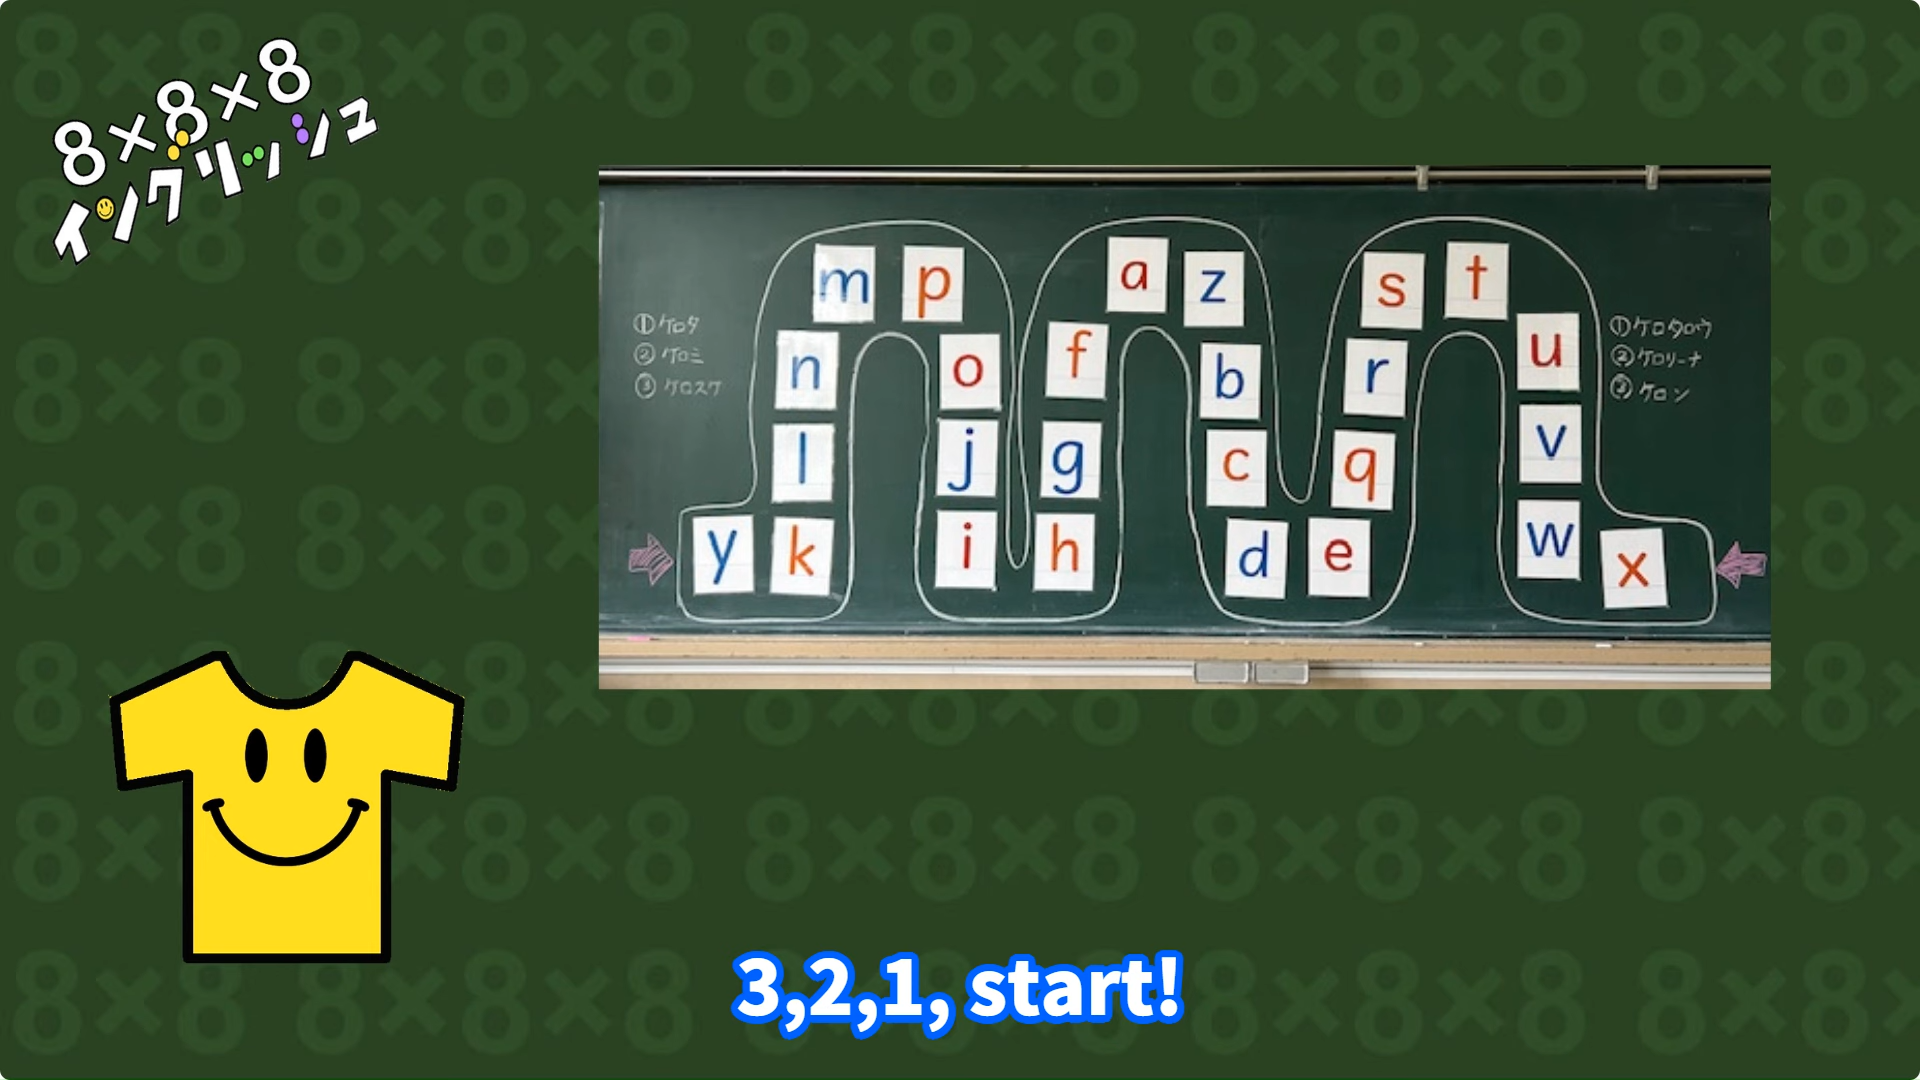 8×8×8
イングリッシュ
m p a z s t
n o f b r u
l j g c q v
y k i h d e w x
①ケロタ
②ケロミ
③ケロスケ
①ケロタロウ
②ケロリーナ
③ケロン
3,2,1, start!